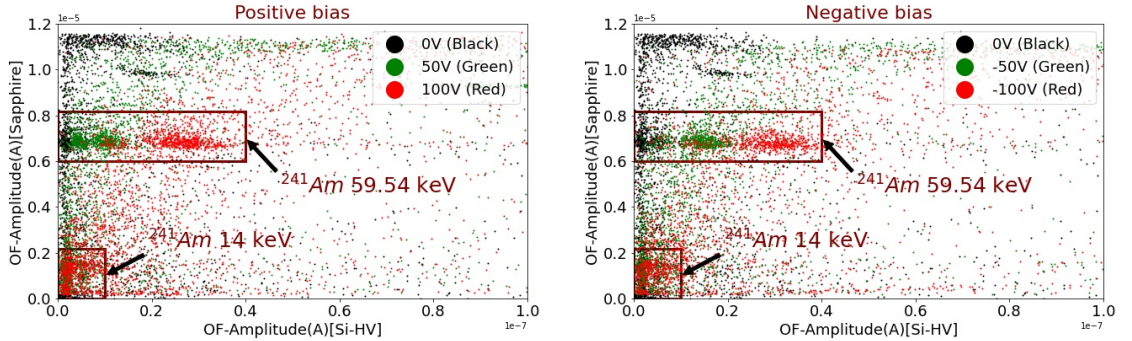 Positive bias
1e-5
1.2
1.0
0.8
0.6
0.4
0.2
0.0
OF-Amplitude(A)[Sapphire]
0V (Black)
50V (Green)
100V (Red)
241Am 59.54 keV
241Am 14 keV
0.0 0.2 0.4 0.6 0.8 1.0
OF-Amplitude(A)[Si-HV]
1e-7
Negative bias
1e-5
1.2
1.0
0.8
0.6
0.4
0.2
0.0
OF-Amplitude(A)[Sapphire]
0V (Black)
-50V (Green)
-100V (Red)
241Am 59.54 keV
241Am 14 keV
0.0 0.2 0.4 0.6 0.8 1.0
OF-Amplitude(A)[Si-HV]
1e-7